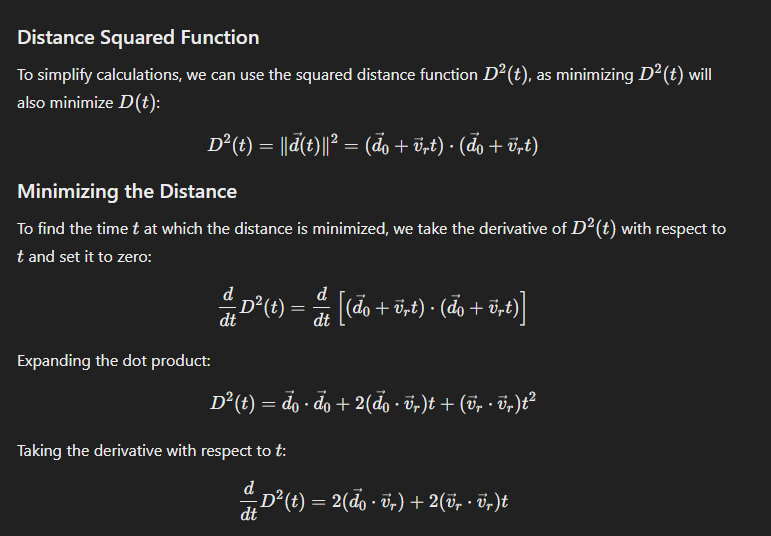 Distance Squared Function
To simplify calculations, we can use the squared distance function $D^2(t)$, as minimizing $D^2(t)$ will
also minimize $D(t)$:
$$D^2(t) = \|\vec{d}(t)\|^2 = (\vec{d}_0 + \vec{v}_r t) \cdot (\vec{d}_0 + \vec{v}_r t)$$
Minimizing the Distance
To find the time $t$ at which the distance is minimized, we take the derivative of $D^2(t)$ with respect to
$t$ and set it to zero:
$$\frac{d}{dt} D^2(t) = \frac{d}{dt} \left[ (\vec{d}_0 + \vec{v}_r t) \cdot (\vec{d}_0 + \vec{v}_r t) \right]$$
Expanding the dot product:
$$D^2(t) = \vec{d}_0 \cdot \vec{d}_0 + 2(\vec{d}_0 \cdot \vec{v}_r)t + (\vec{v}_r \cdot \vec{v}_r)t^2$$
Taking the derivative with respect to $t$:
$$\frac{d}{dt} D^2(t) = 2(\vec{d}_0 \cdot \vec{v}_r) + 2(\vec{v}_r \cdot \vec{v}_r)t$$